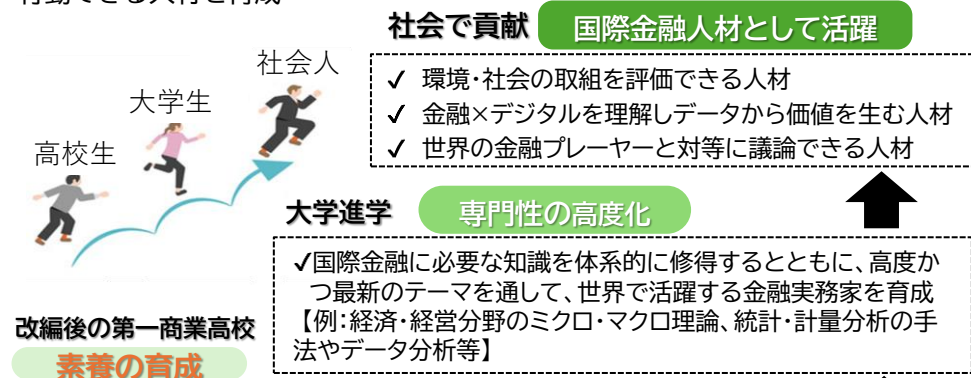 行動できる人材を育成
社会で貢献 国際金融人材として活躍
社会人
大学生
高校生
✓ 環境・社会の取組を評価できる人材
✓ 金融×デジタルを理解しデータから価値を生む人材
✓ 世界の金融プレーヤーと対等に議論できる人材
大学進学 専門性の高度化
✓国際金融に必要な知識を体系的に修得するとともに、高度か
つ最新のテーマを通して、世界で活躍する金融実務家を育成
【例：経済・経営分野のミクロ・マクロ理論、統計・計量分析の手
法やデータ分析等】
改編後の第一商業高校
素養の育成